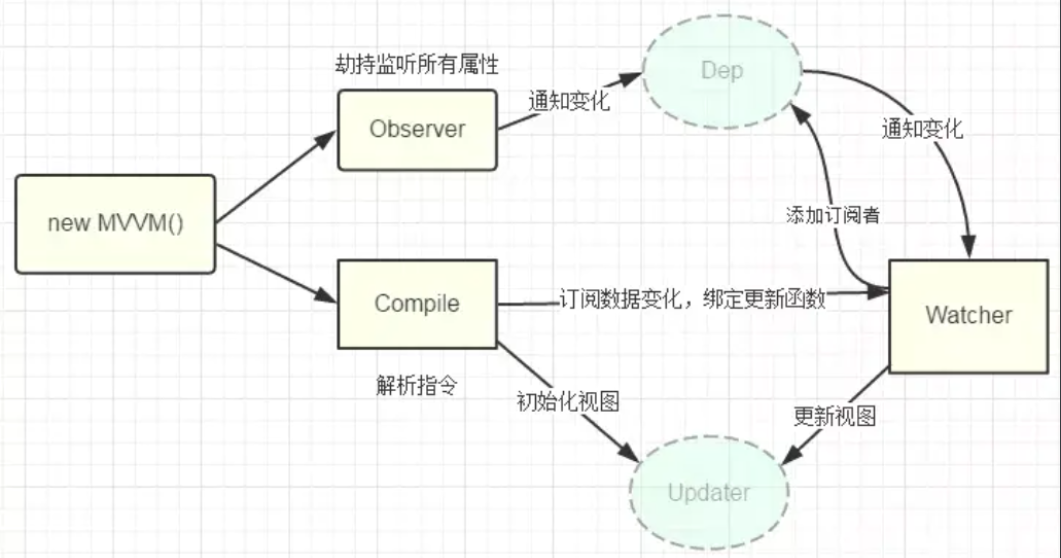 劫持监听所有属性
Observer
通知变化
Dep
通知变化
new MVVM()
添加订阅者
Compile
订阅数据变化，绑定更新函数
Watcher
解析指令
初始化视图
更新视图
Updater